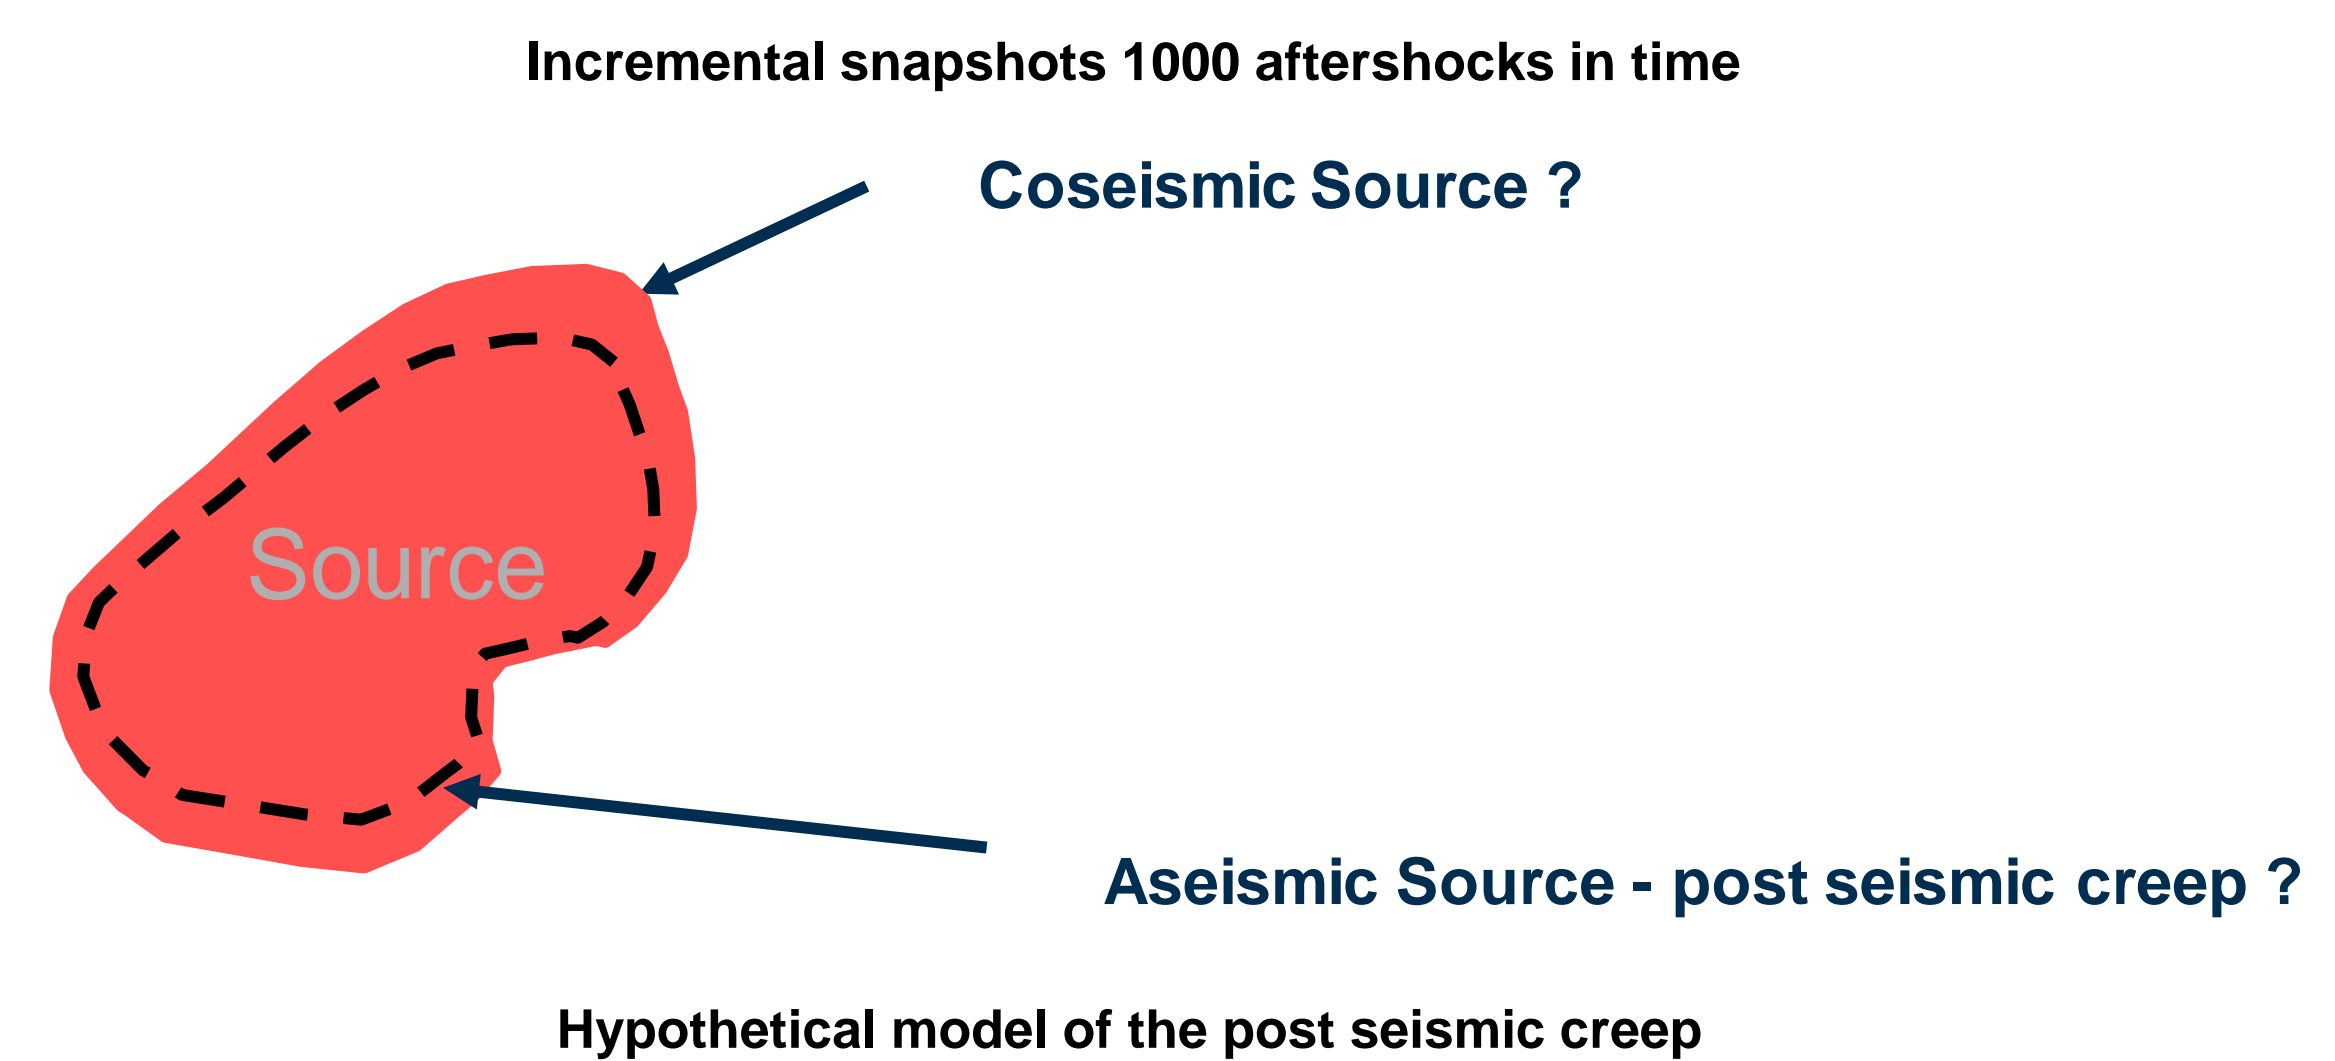 Incremental snapshots 1000 aftershocks in time
Coseismic Source ?
Source
Aseismic Source - post seismic creep ?
Hypothetical model of the post seismic creep